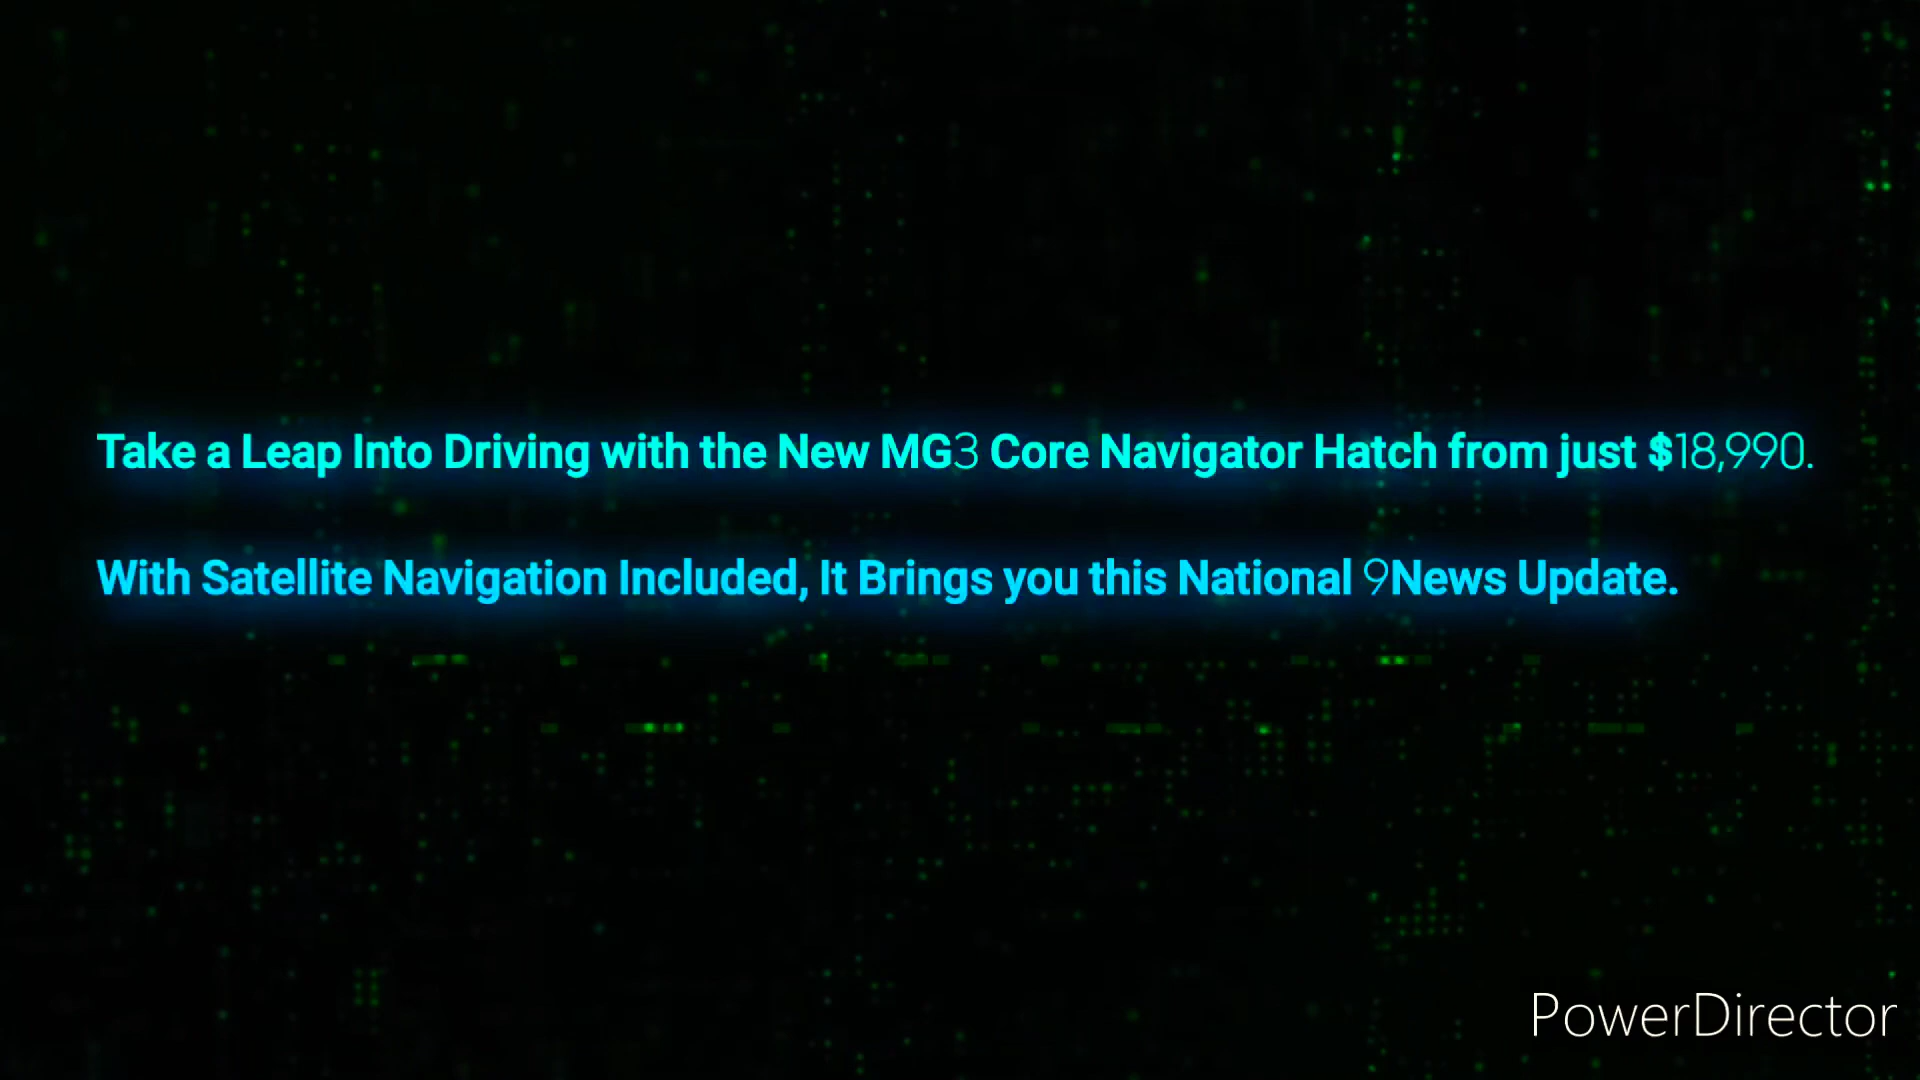 Take a Leap Into Driving with the New MG3 Core Navigator Hatch from just $18,990.
With Satellite Navigation Included, It Brings you this National 9News Update.
PowerDirector